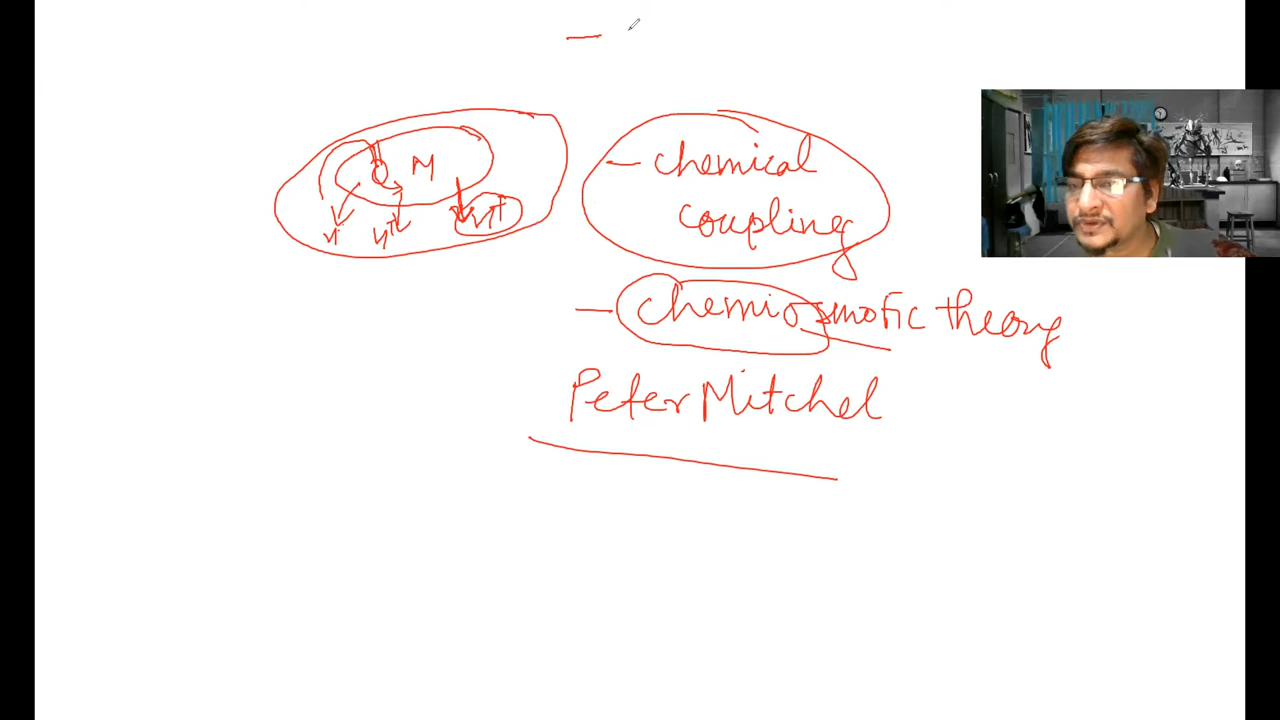 M
H+ H+ H+
– chemical
coupling
– chemiosmotic theory
Peter Mitchel